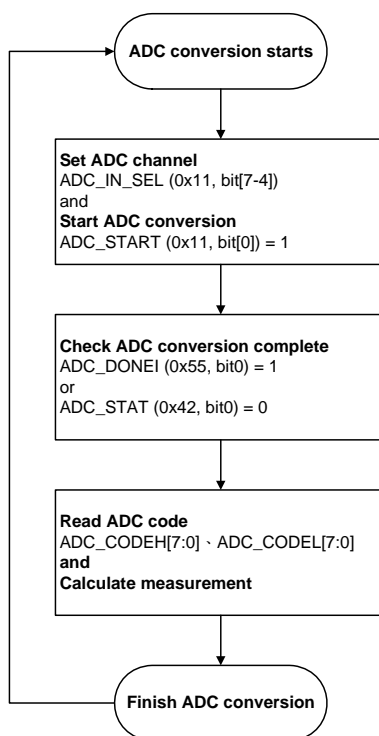 ADC conversion starts
Set ADC channel
ADC_IN_SEL (0x11, bit[7-4])
and
Start ADC conversion
ADC_START (0x11, bit[0]) = 1
Check ADC conversion complete
ADC_DONEI (0x55, bit0) = 1
or
ADC_STAT (0x42, bit0) = 0
Read ADC code
ADC_CODEH[7:0]、ADC_CODEL[7:0]
and
Calculate measurement
Finish ADC conversion